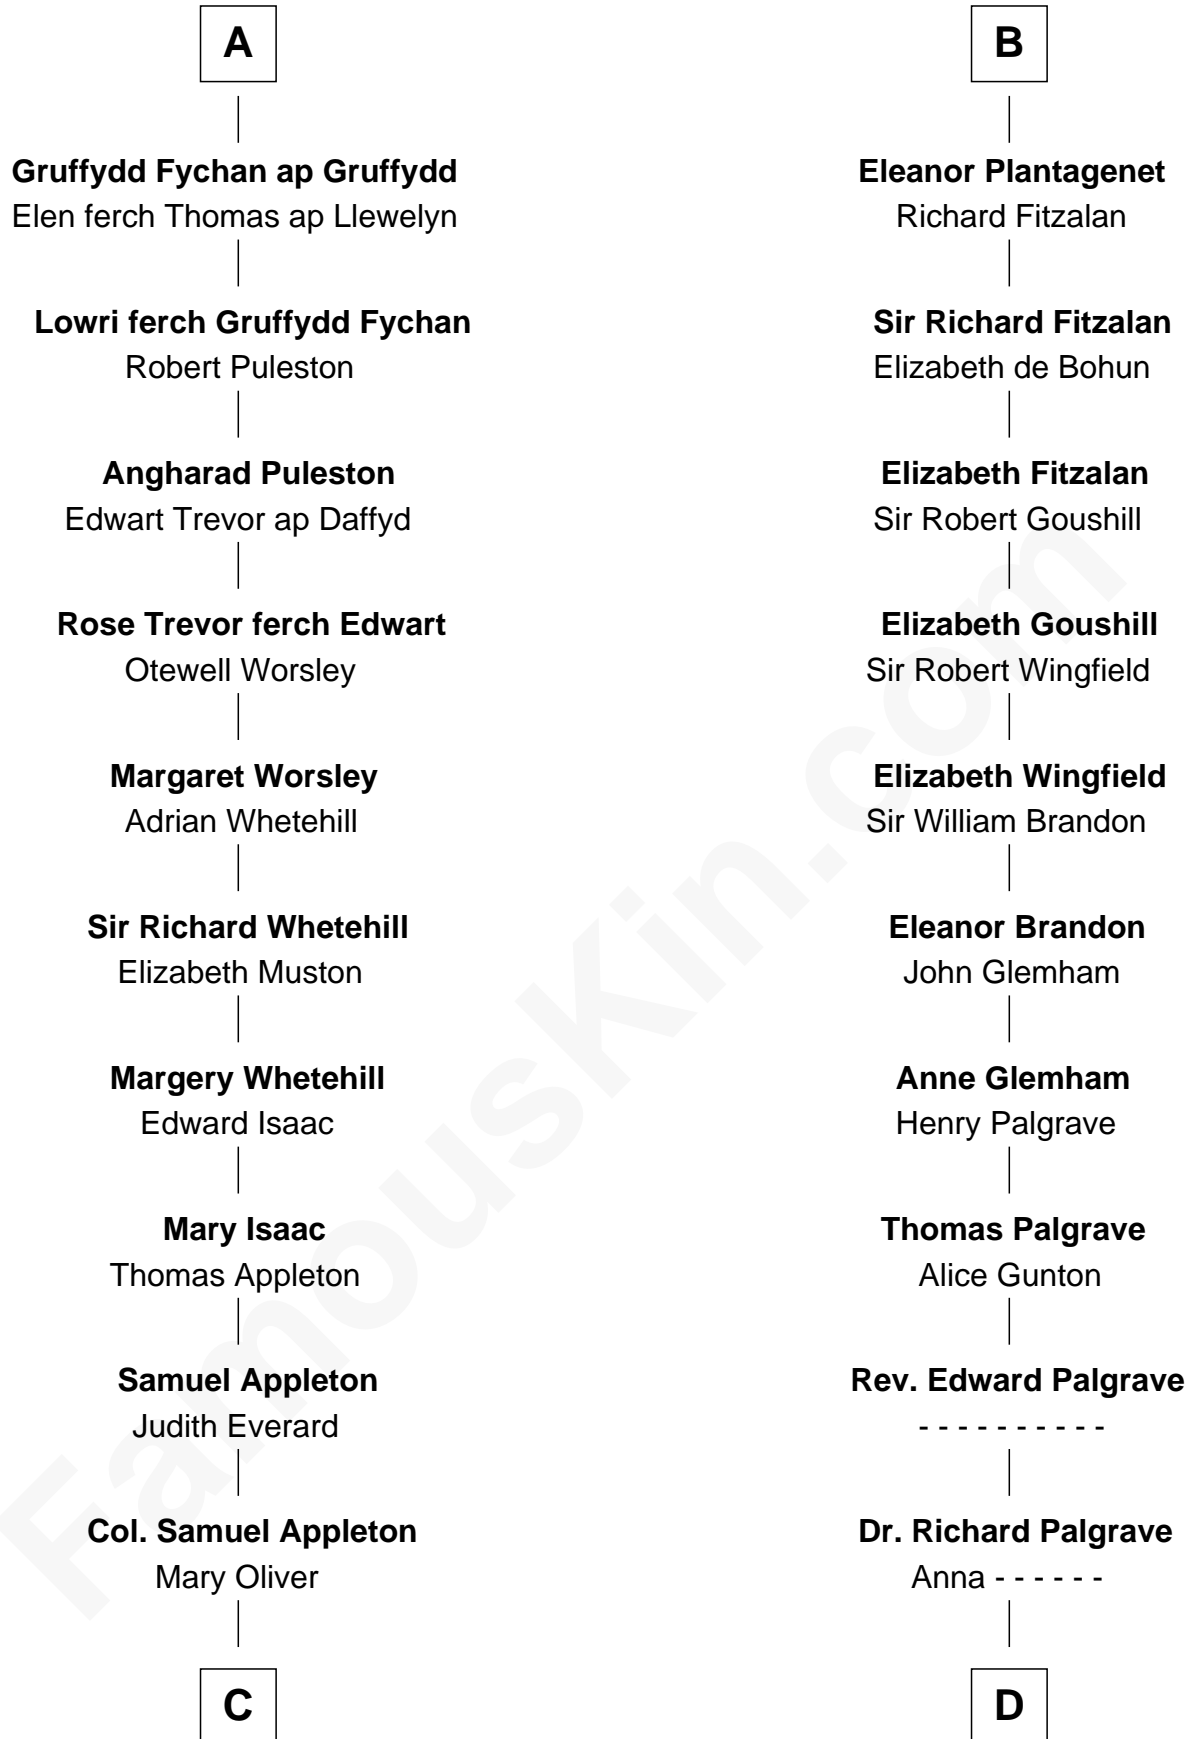 A
Gruffydd Fychan ap Gruffydd
Elen ferch Thomas ap Llewelyn
Lowri ferch Gruffydd Fychan
Robert Puleston
Angharad Puleston
Edwart Trevor ap Daffyd
Rose Trevor ferch Edwart
Otewell Worsley
Margaret Worsley
Adrian Whetehill
Sir Richard Whetehill
Elizabeth Muston
Margery Whetehill
Edward Isaac
Mary Isaac
Thomas Appleton
Samuel Appleton
Judith Everard
Col. Samuel Appleton
Mary Oliver
C
B
Eleanor Plantagenet
Richard Fitzalan
Sir Richard Fitzalan
Elizabeth de Bohun
Elizabeth Fitzalan
Sir Robert Goushill
Elizabeth Goushill
Sir Robert Wingfield
Elizabeth Wingfield
Sir William Brandon
Eleanor Brandon
John Glemham
Anne Glemham
Henry Palgrave
Thomas Palgrave
Alice Gunton
Rev. Edward Palgrave
- - - - - - - - - -
Dr. Richard Palgrave
Anna - - - - - -
D
FamousKin.com